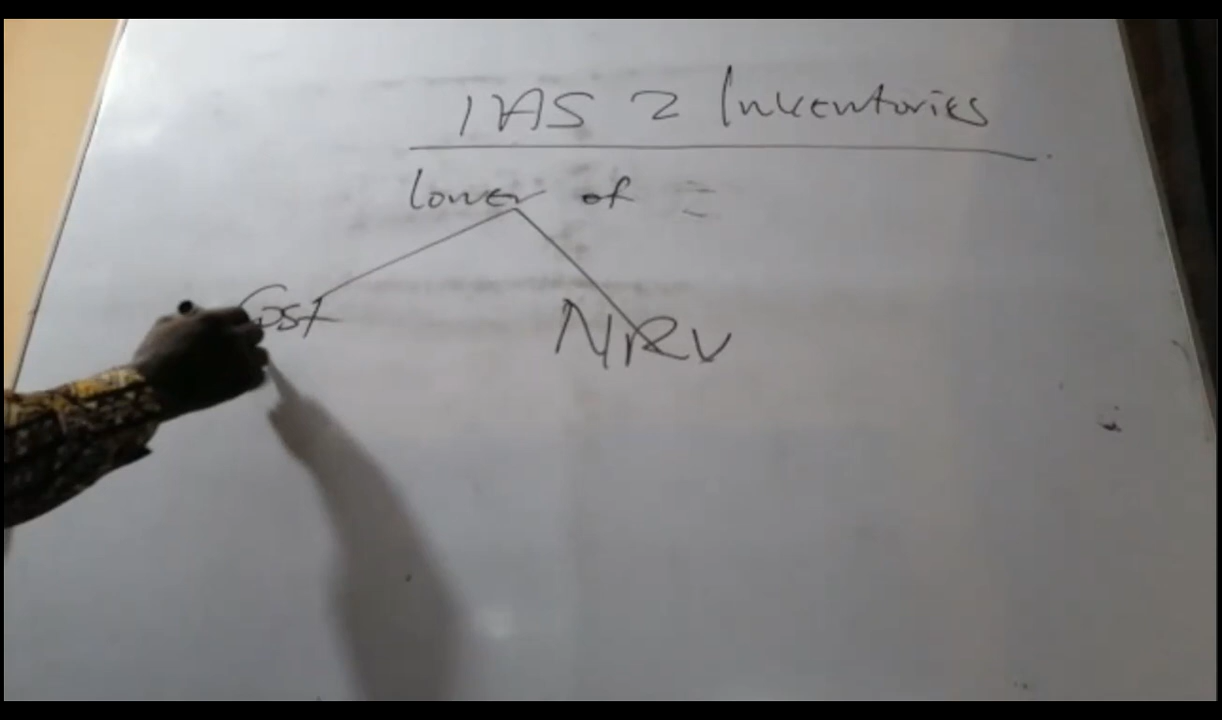 IAS 2 Inventories
lower of =
Cost NRV